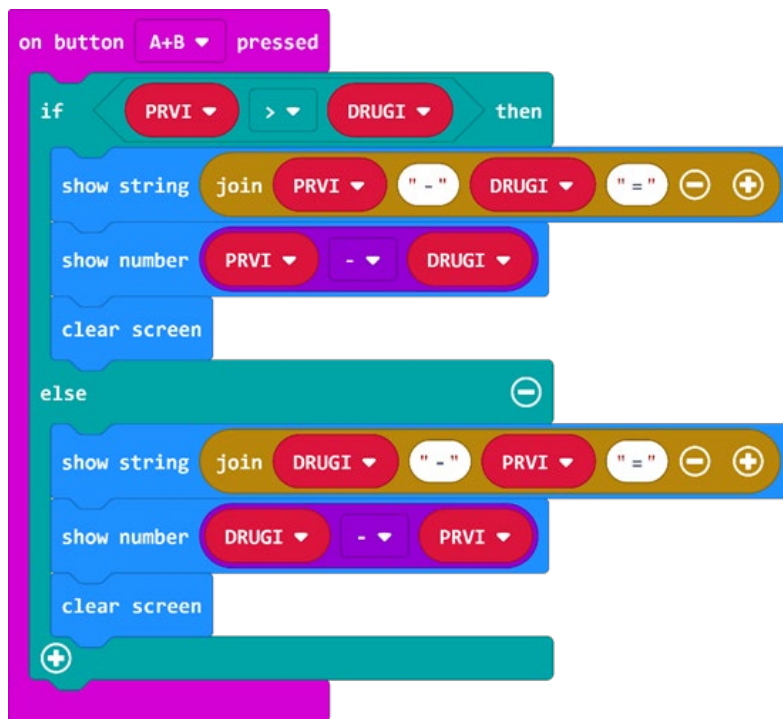 on button A+B pressed
if PRVI > DRUGI then
show string join PRVI "-" DRUGI "="
show number PRVI - DRUGI
clear screen
else
show string join DRUGI "-" PRVI "="
show number DRUGI - PRVI
clear screen